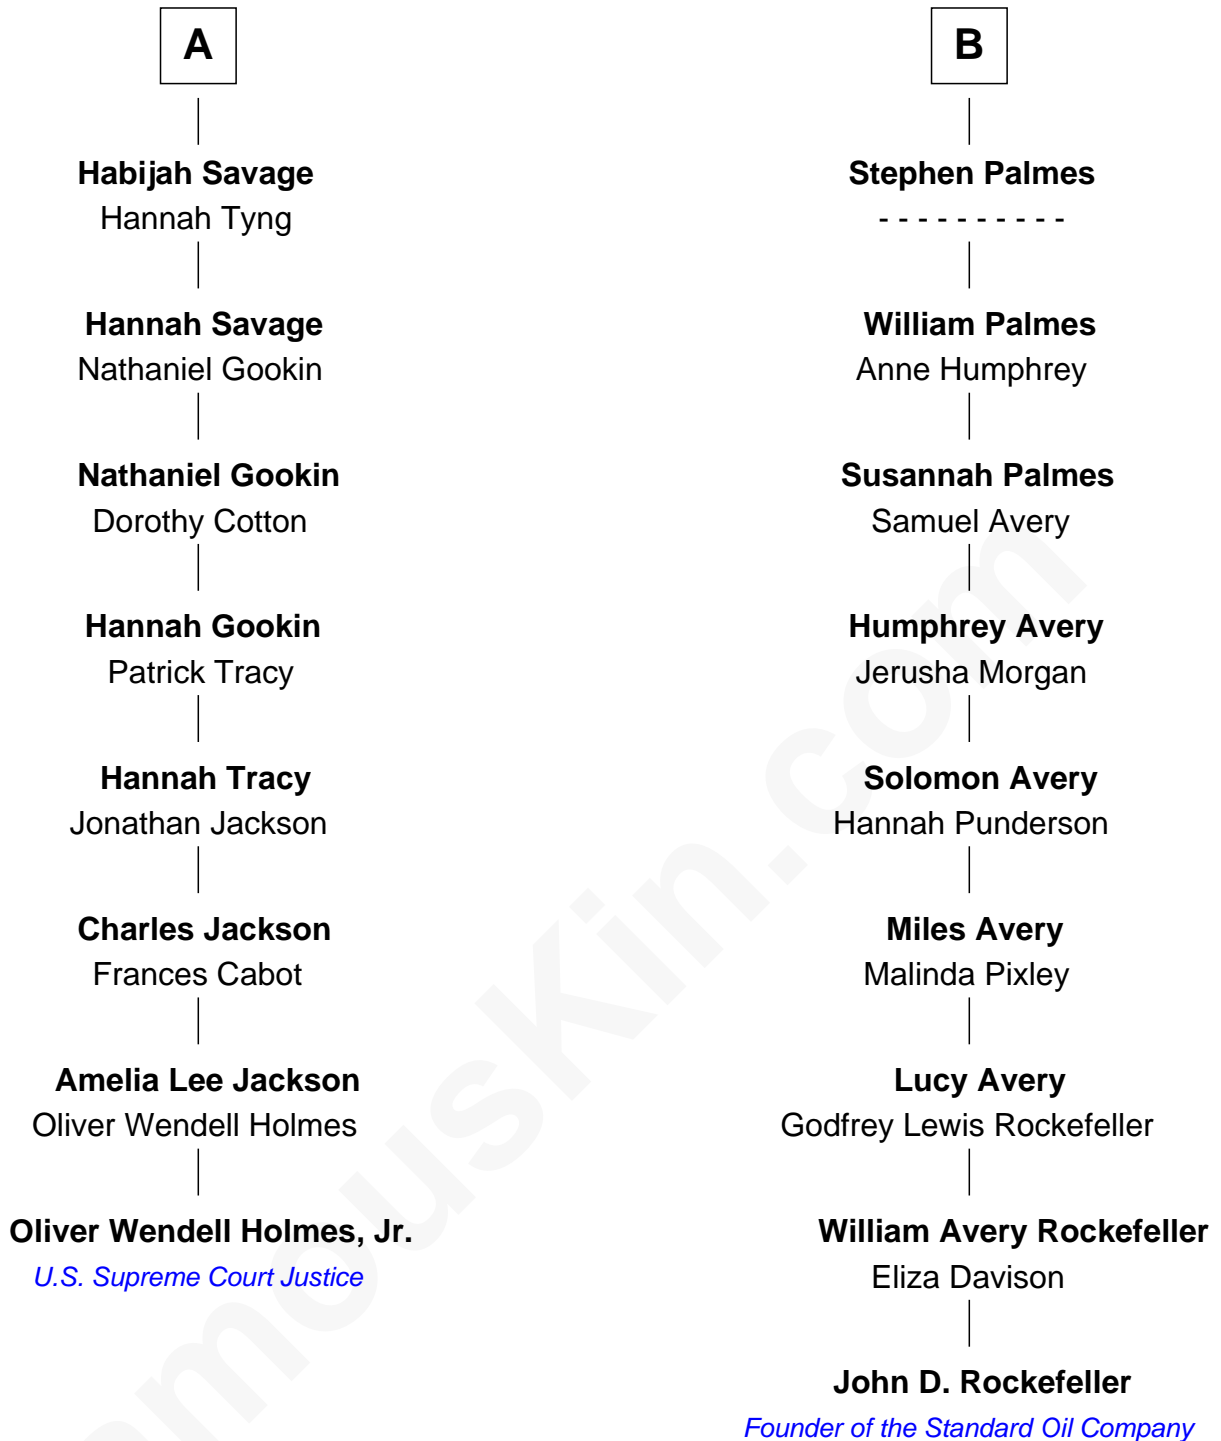 A
Habijah Savage
Hannah Tyng
Hannah Savage
Nathaniel Gookin
Nathaniel Gookin
Dorothy Cotton
Hannah Gookin
Patrick Tracy
Hannah Tracy
Jonathan Jackson
Charles Jackson
Frances Cabot
Amelia Lee Jackson
Oliver Wendell Holmes
Oliver Wendell Holmes, Jr.
U.S. Supreme Court Justice
B
Stephen Palmes
- - - - - - - - - -
William Palmes
Anne Humphrey
Susannah Palmes
Samuel Avery
Humphrey Avery
Jerusha Morgan
Solomon Avery
Hannah Punderson
Miles Avery
Malinda Pixley
Lucy Avery
Godfrey Lewis Rockefeller
William Avery Rockefeller
Eliza Davison
John D. Rockefeller
Founder of the Standard Oil Company
amousKin.com